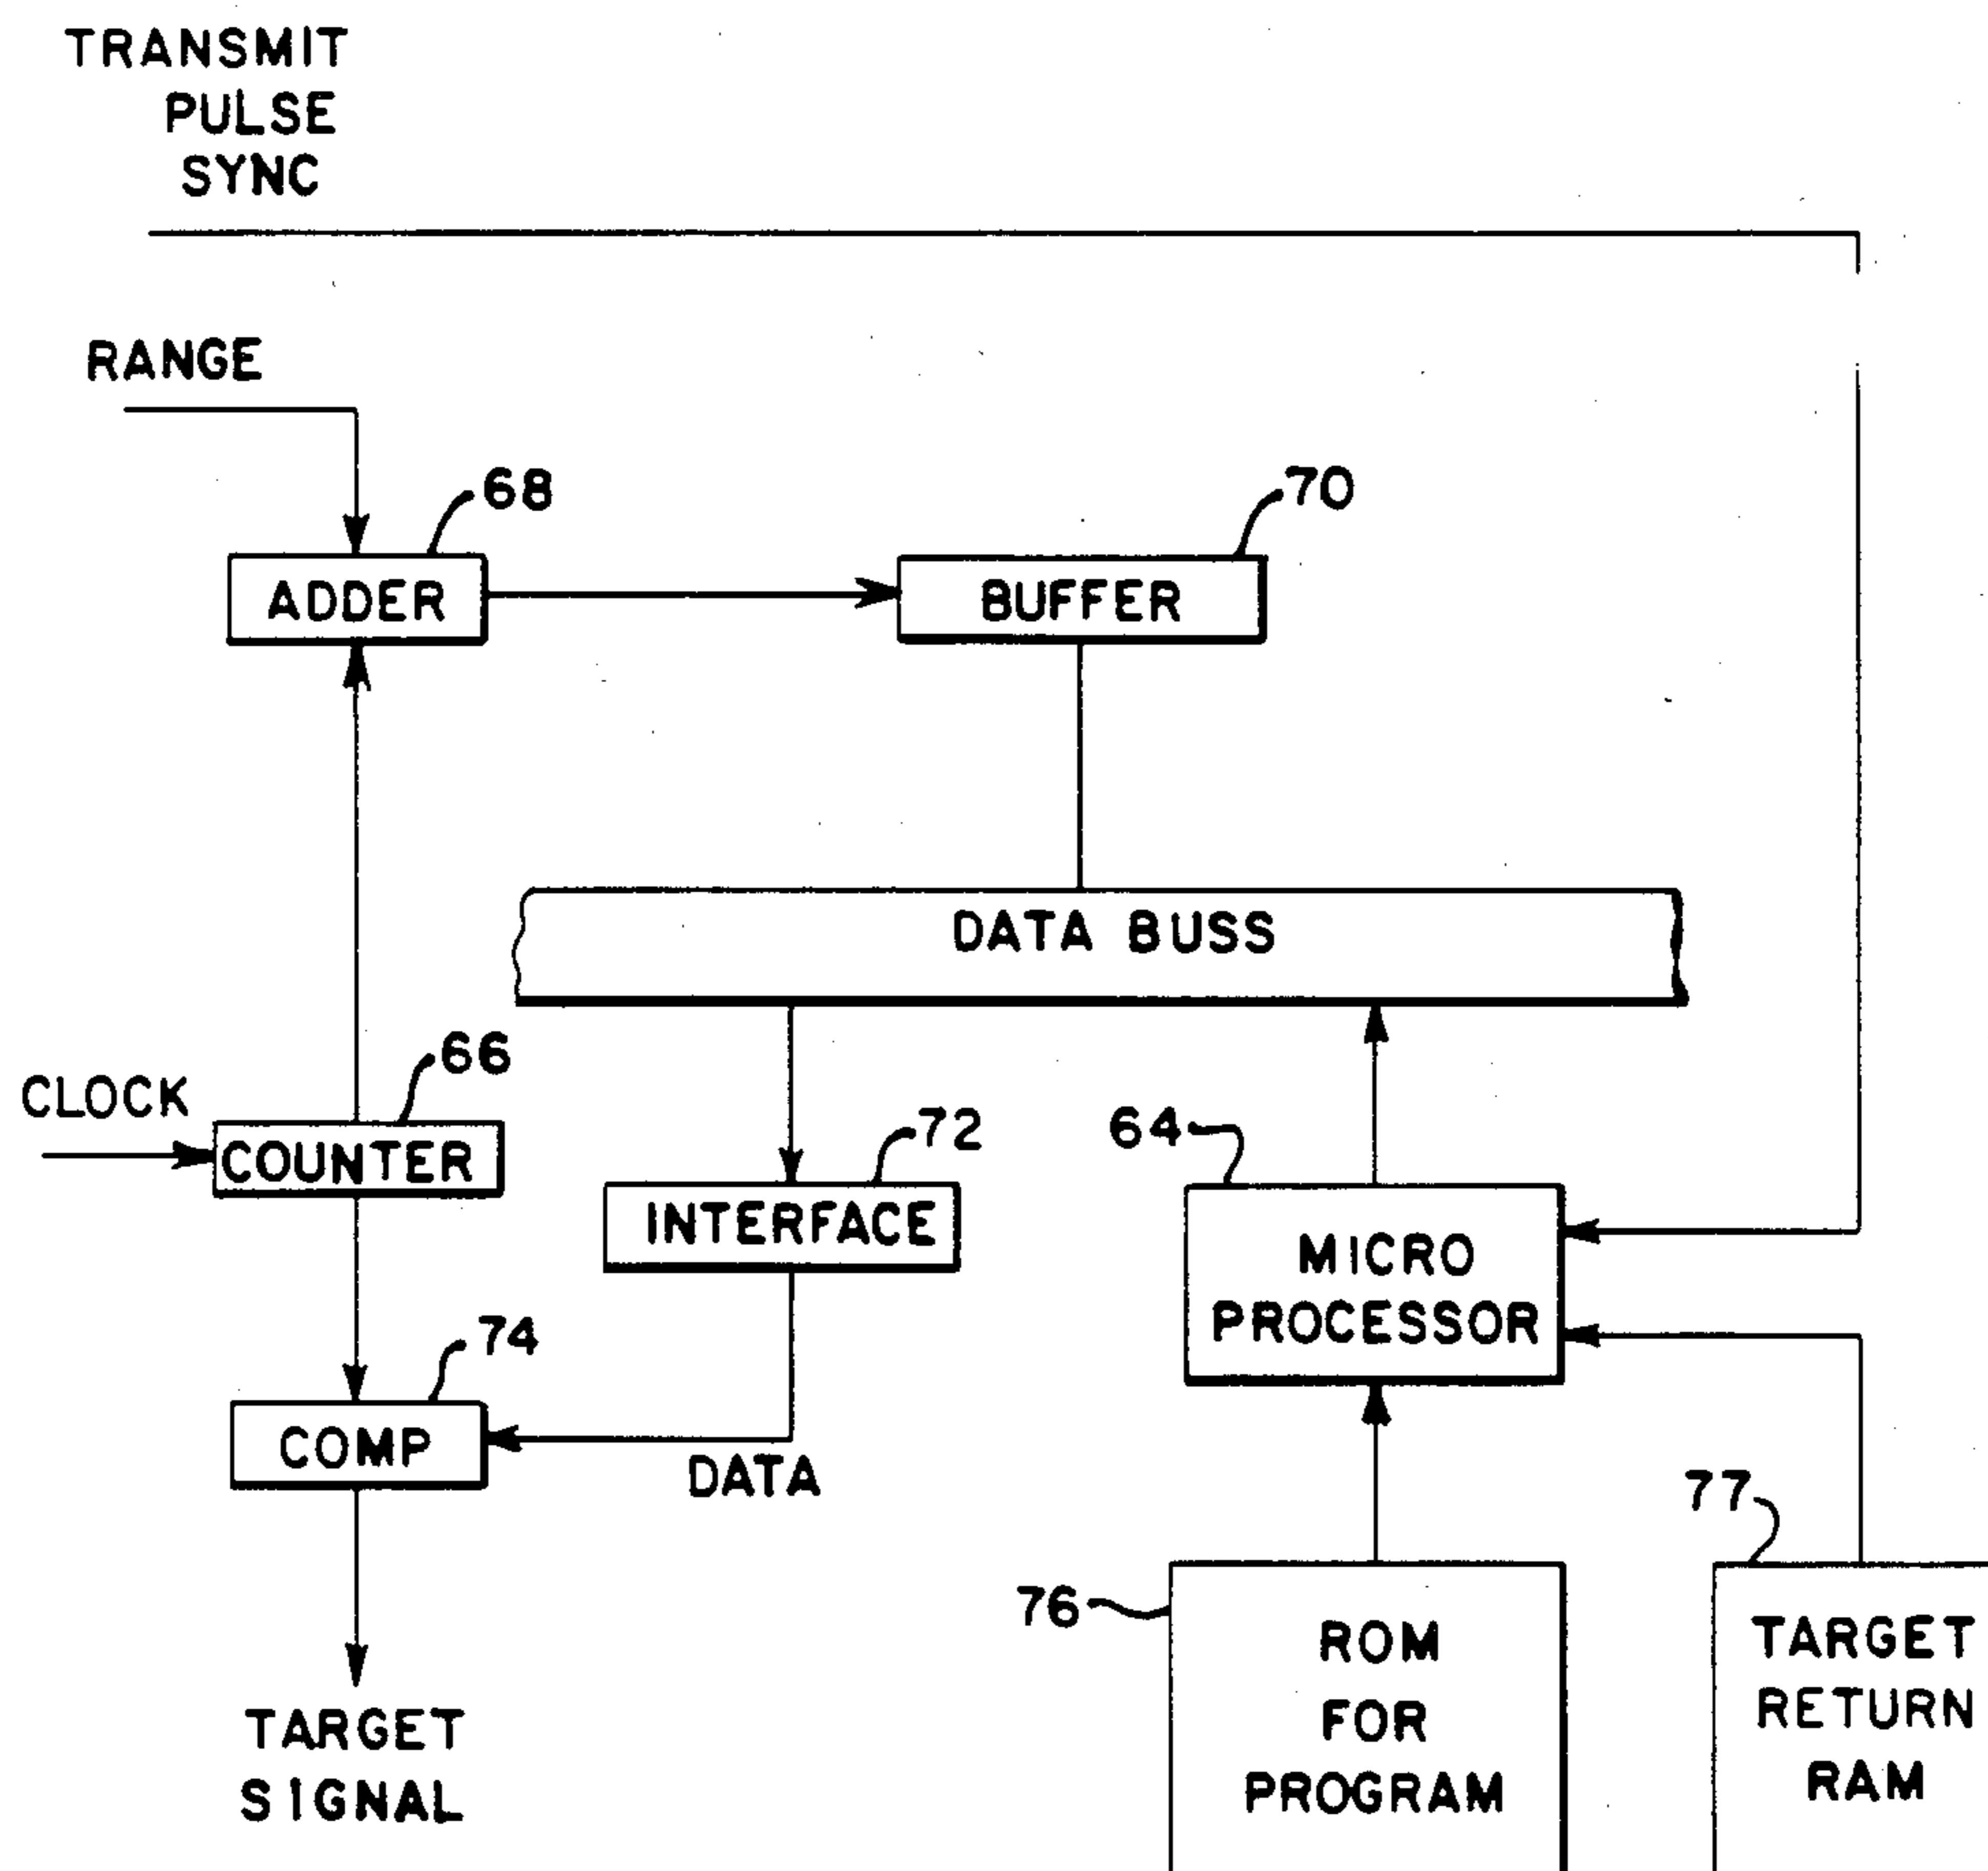 TRANSMIT
PULSE
SYNC
RANGE
68
70
ADDER
BUFFER
DATA BUSS
66
CLOCK
COUNTER
72
64
INTERFACE
MICRO
PROCESSOR
74
COMP
DATA
77
76
ROM
FOR
PROGRAM
TARGET
RETURN
RAM
TARGET
SIGNAL